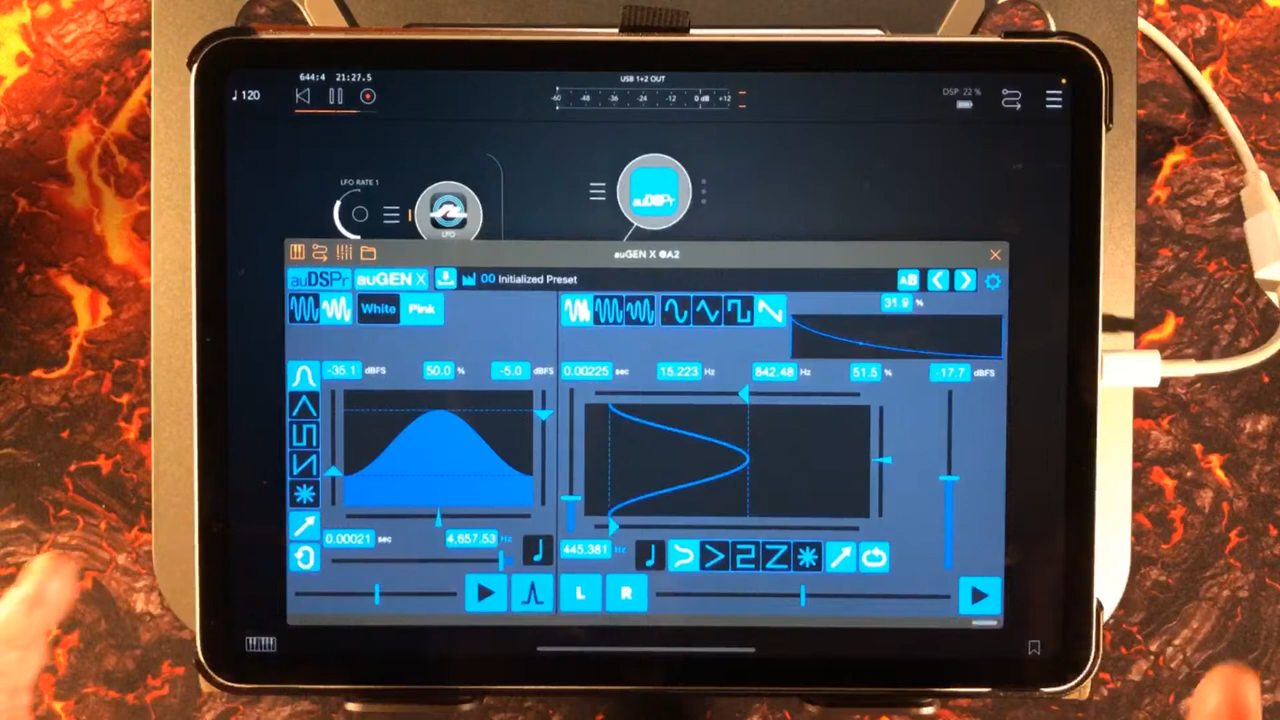 ♩120
644:4 21:27.5
USB 1+2 OUT
-60 -48 -36 -24 -12 0 dB +12
DSP: 22 %
LFO RATE 1
LFO
auDSPr
auGEN X @A2
auDSPr auGEN X 00 Initialized Preset AB
White Pink
31.9 %
-35.1 dBFS 50.0 % -5.0 dBFS 0.00225 sec 15.223 Hz 842.48 Hz 51.5 % -17.7 dBFS
0.00021 sec 4,657.53 Hz 445.381 Hz
L R